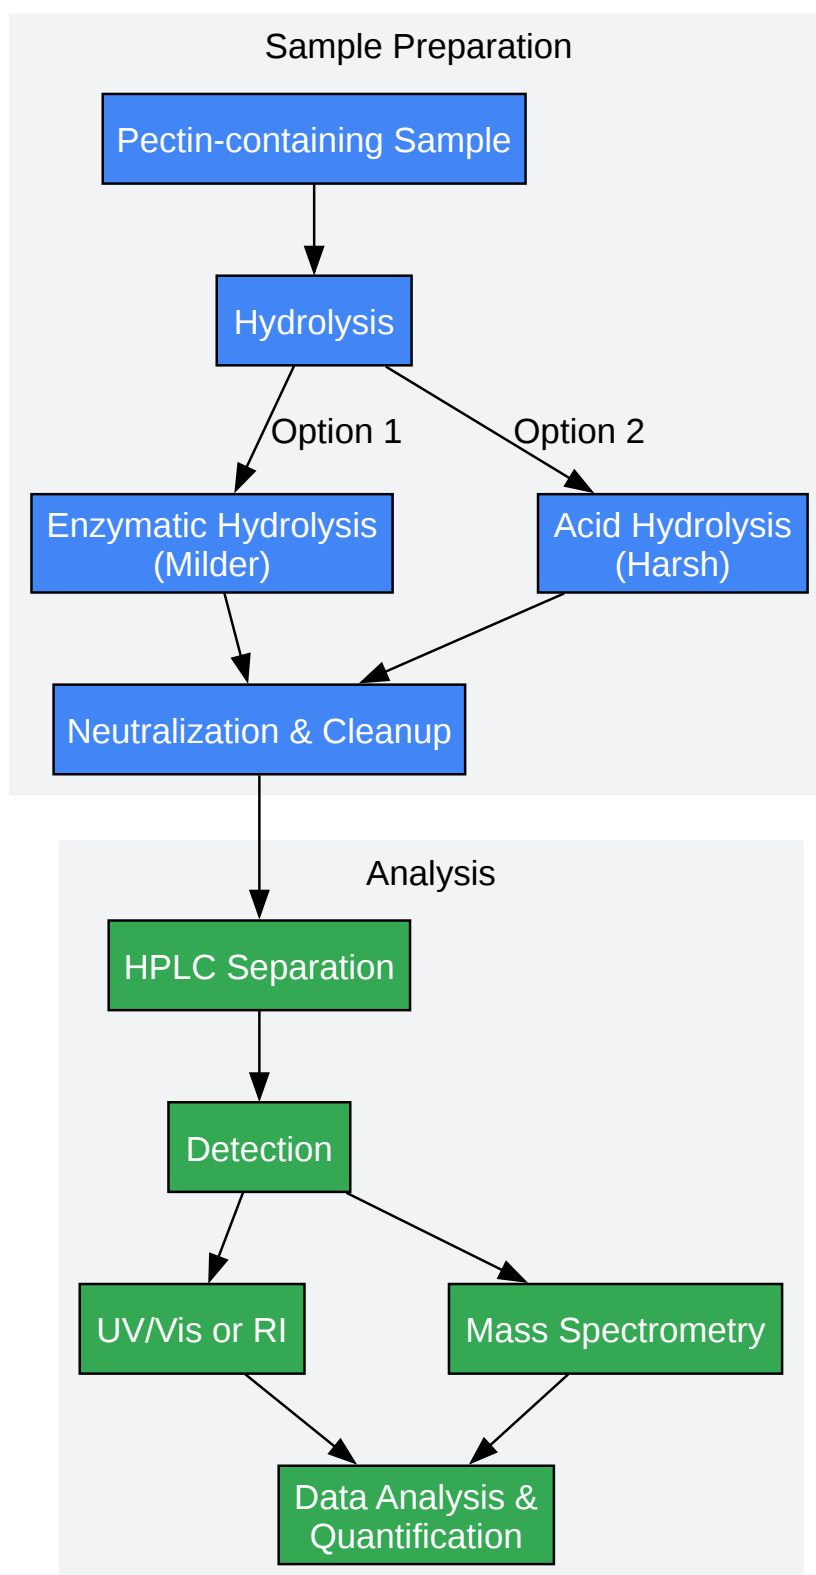 Sample Preparation
Pectin-containing Sample
Hydrolysis
Option 1
Option 2
Enzymatic Hydrolysis
(Milder)
Acid Hydrolysis
(Harsh)
Neutralization & Cleanup
Analysis
HPLC Separation
Detection
UV/Vis or RI
Mass Spectrometry
Data Analysis &
Quantification